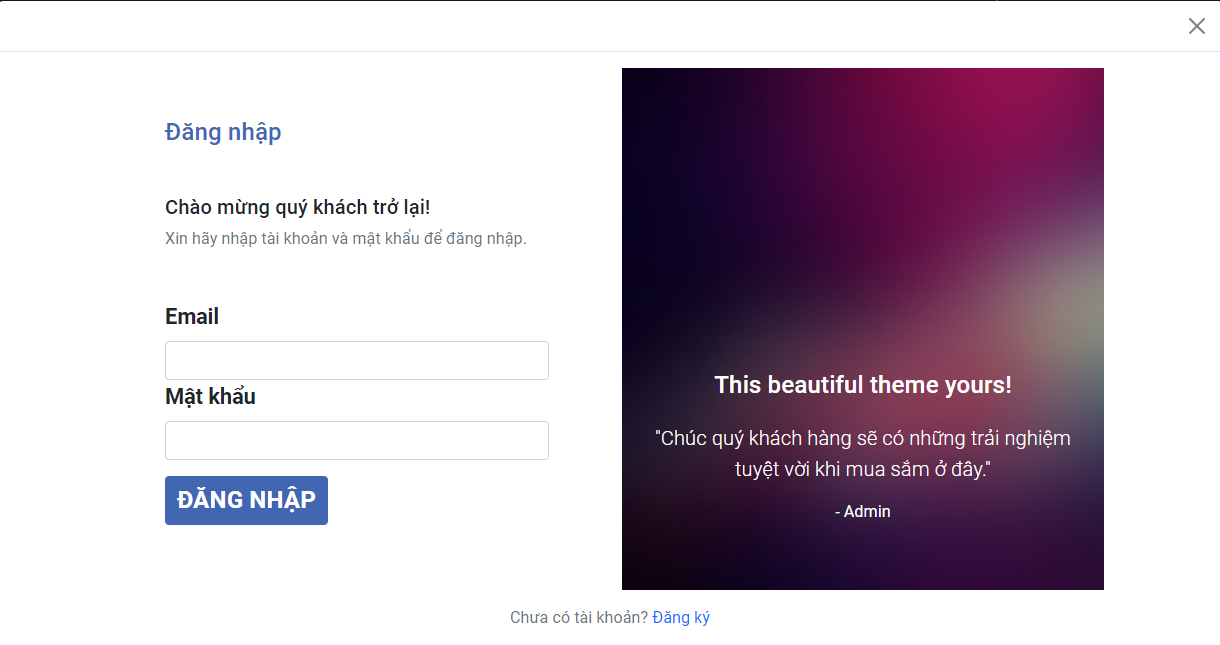 Đăng nhập
Chào mừng quý khách trở lại!
Xin hãy nhập tài khoản và mật khẩu để đăng nhập.
Email
Mật khẩu
ĐĂNG NHẬP
This beautiful theme yours!
"Chúc quý khách hàng sẽ có những trải nghiệm
tuyệt vời khi mua sắm ở đây."
- Admin
Chưa có tài khoản? Đăng ký